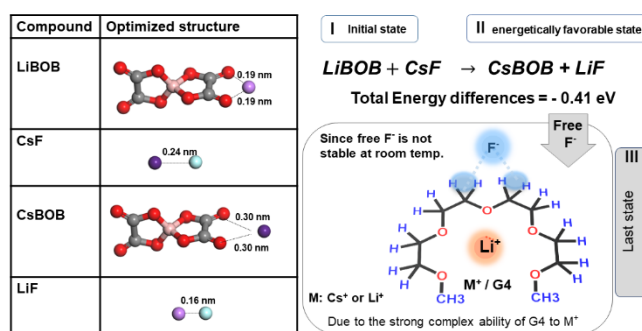 Compound Optimized structure
LiBOB
0.19 nm
0.19 nm
CsF
0.24 nm
CsBOB
0.30 nm
0.30 nm
LiF
0.16 nm
I Initial state
II energetically favorable state
LiBOB + CsF → CsBOB + LiF
Total Energy differences = - 0.41 eV
Free
F-
III
Last state
Since free F- is not
stable at room temp.
F-
H H H H
H H
H H
O
H H
H H
O O
Li+
H H
H H
O O
M+ / G4
CH3 CH3
M: Cs+ or Li+
Due to the strong complex ability of G4 to M+